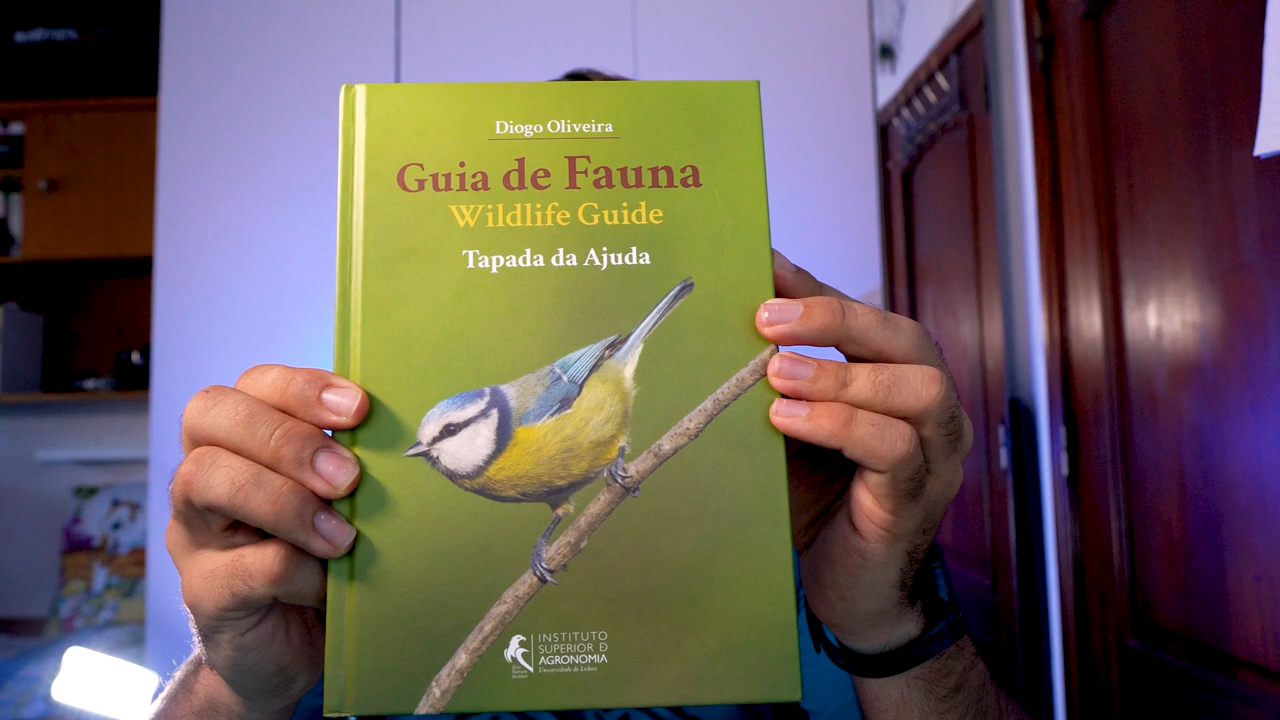 Diogo Oliveira
Guia de Fauna
Wildlife Guide
Tapada da Ajuda
INSTITUTO
SUPERIOR D
AGRONOMIA
Universidade de Lisboa